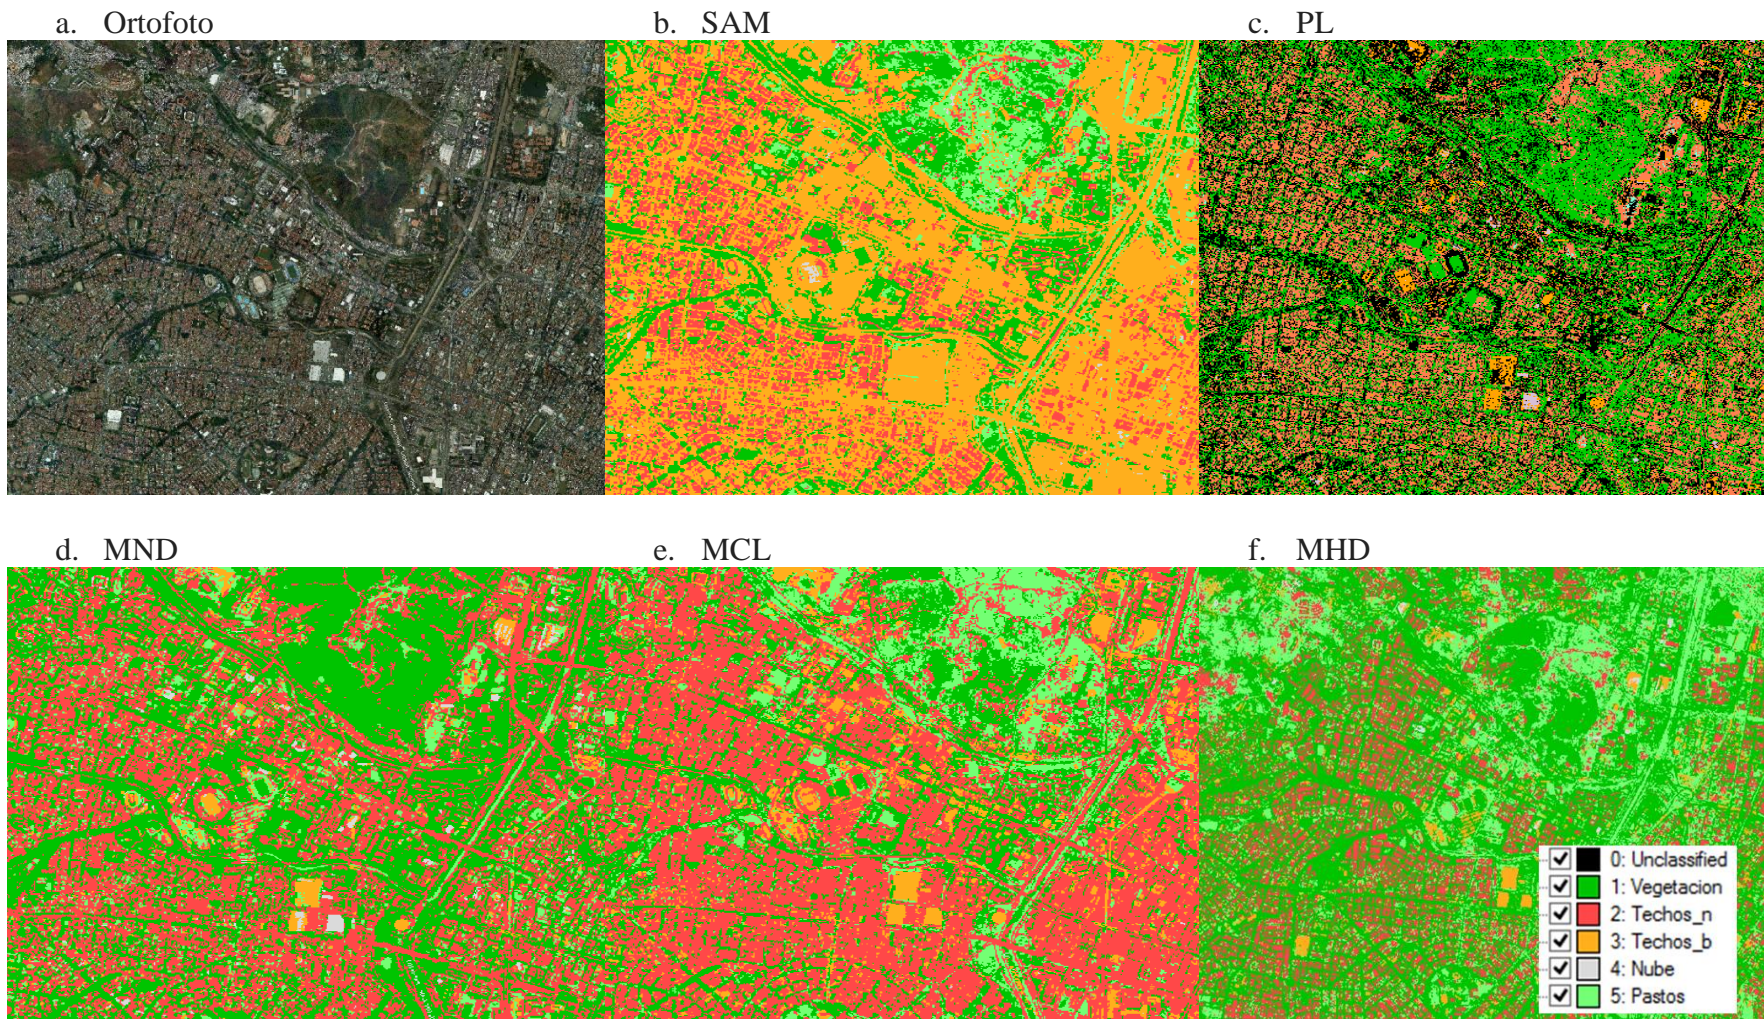 a. Ortofoto
b. SAM
c. PL
d. MND
e. MCL
f. MHD
0: Unclassified
1: Vegetacion
2: Techos_n
3: Techos_b
4: Nube
5: Pastos